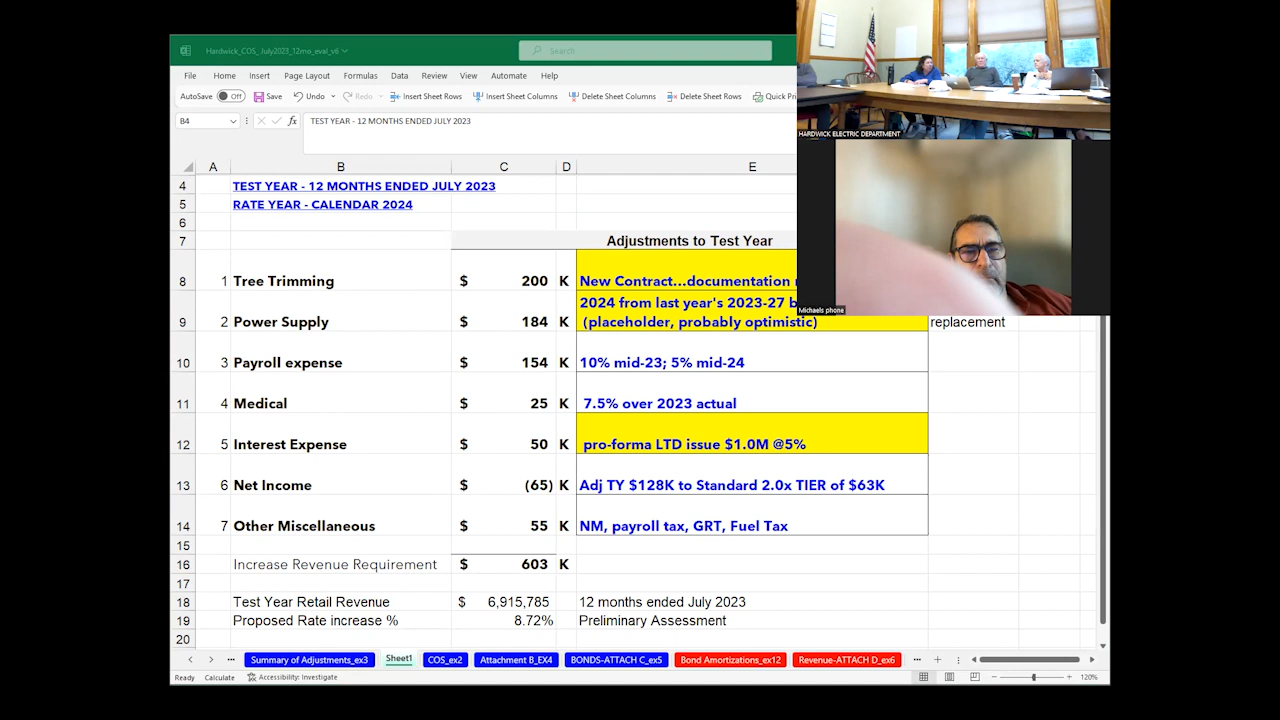 Hardwick_COS_July2023_12mo_eval_v6
Search
File Home Insert Page Layout Formulas Data Review View Automate Help
AutoSave Off Save Undo Redo Insert Sheet Rows Insert Sheet Columns Delete Sheet Columns Delete Sheet Rows Quick Pri
B4 fx TEST YEAR - 12 MONTHS ENDED JULY 2023
A B C D E
4 TEST YEAR - 12 MONTHS ENDED JULY 2023
5 RATE YEAR - CALENDAR 2024
6
7 Adjustments to Test Year
8 1 Tree Trimming $ 200 K New Contract...documentation
9 2 Power Supply $ 184 K 2024 from last year's 2023-27 b
(placeholder, probably optimistic) replacement
10 3 Payroll expense $ 154 K 10% mid-23; 5% mid-24
11 4 Medical $ 25 K 7.5% over 2023 actual
12 5 Interest Expense $ 50 K pro-forma LTD issue $1.0M @5%
13 6 Net Income $ (65) K Adj TY $128K to Standard 2.0x TIER of $63K
14 7 Other Miscellaneous $ 55 K NM, payroll tax, GRT, Fuel Tax
15
16 Increase Revenue Requirement $ 603 K
17
18 Test Year Retail Revenue $ 6,915,785 12 months ended July 2023
19 Proposed Rate increase % 8.72% Preliminary Assessment
20
Summary of Adjustments_ex3 Sheet1 COS_ex2 Attachment B_EX4 BONDS-ATTACH C_ex5 Bond Amortizations_ex12 Revenue-ATTACH D_ex6
Ready Calculate Accessibility: Investigate 120%
HARDWICK ELECTRIC DEPARTMENT
Michaels phone